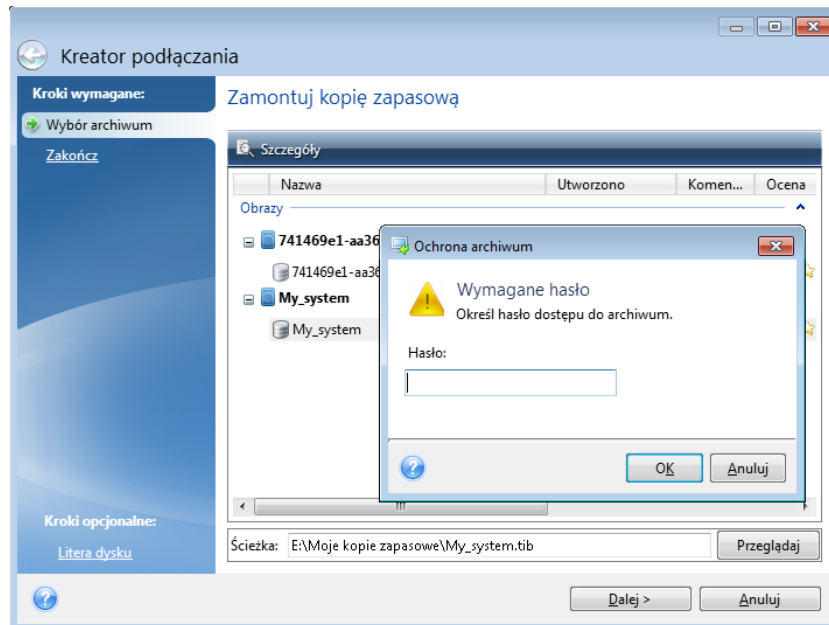 Kreator podłączania
Kroki wymagane:
Wybór archiwum
Zakończ
Kroki opcjonalne:
Litera dysku
Zamontuj kopię zapasową
Szczegóły
Nazwa Utworzono Komen... Ocena
Obrazy
741469e1-aa36
741469e1-aa36
My_system
My_system
Ochrona archiwum
Wymagane hasło
Określ hasło dostępu do archiwum.
Hasło:
OK Anuluj
Ścieżka: E:\Moje kopie zapasowe\My_system.tib Przeglądaj
Dalej > Anuluj